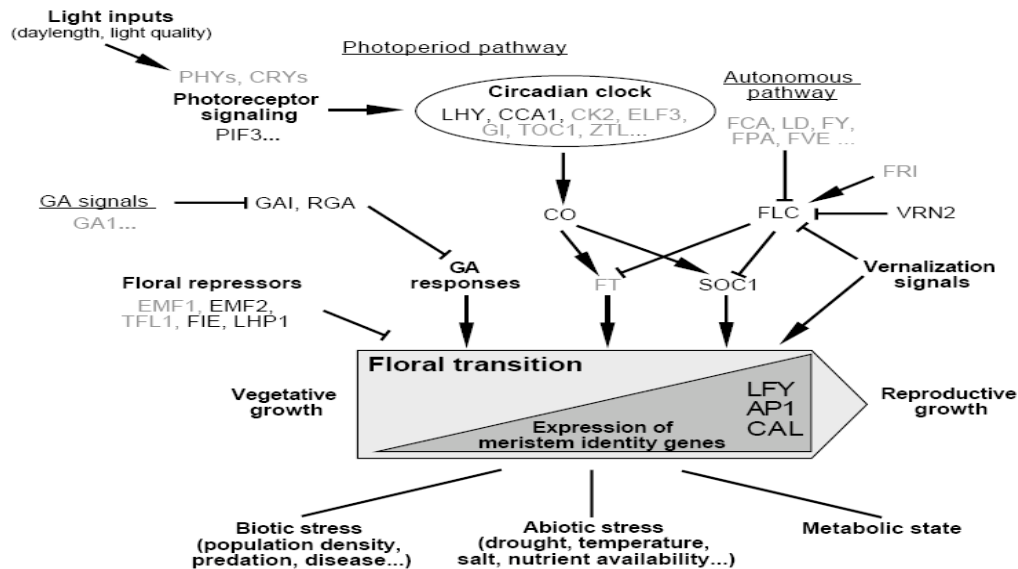 Light inputs
(daylength, light quality)
Photoperiod pathway
PHYs, CRYs
Photoreceptor
signaling
PIF3...
Circadian clock
LHY, CCA1, CK2, ELF3,
GI, TOC1, ZTL...
Autonomous
pathway
FCA, LD, FY,
FPA, FVE ...
FRI
GA signals
GA1...
GAI, RGA
CO
FLC
VRN2
Floral repressors
EMF1, EMF2,
TFL1, FIE, LHP1
GA
responses
FT
SOC1
Vernalization
signals
Floral transition
Vegetative
growth
LFY
AP1
CAL
Expression of
meristem identity genes
Reproductive
growth
Biotic stress
(population density,
predation, disease...)
Abiotic stress
(drought, temperature,
salt, nutrient availability...)
Metabolic state